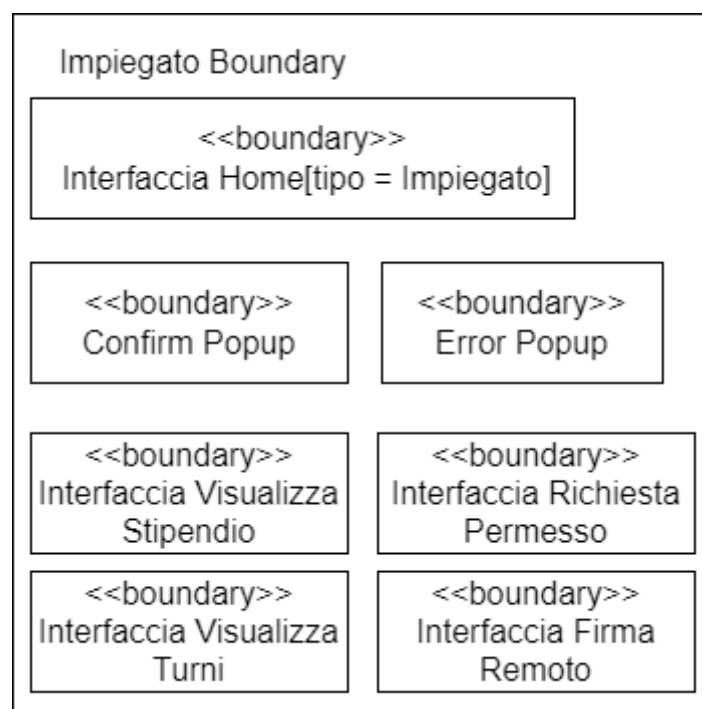 Impiegato Boundary
<<boundary>>
Interfaccia Home[tipo = Impiegato]
<<boundary>>
Confirm Popup
<<boundary>>
Error Popup
<<boundary>>
Interfaccia Visualizza
Stipendio
<<boundary>>
Interfaccia Richiesta
Permesso
<<boundary>>
Interfaccia Visualizza
Turni
<<boundary>>
Interfaccia Firma
Remoto